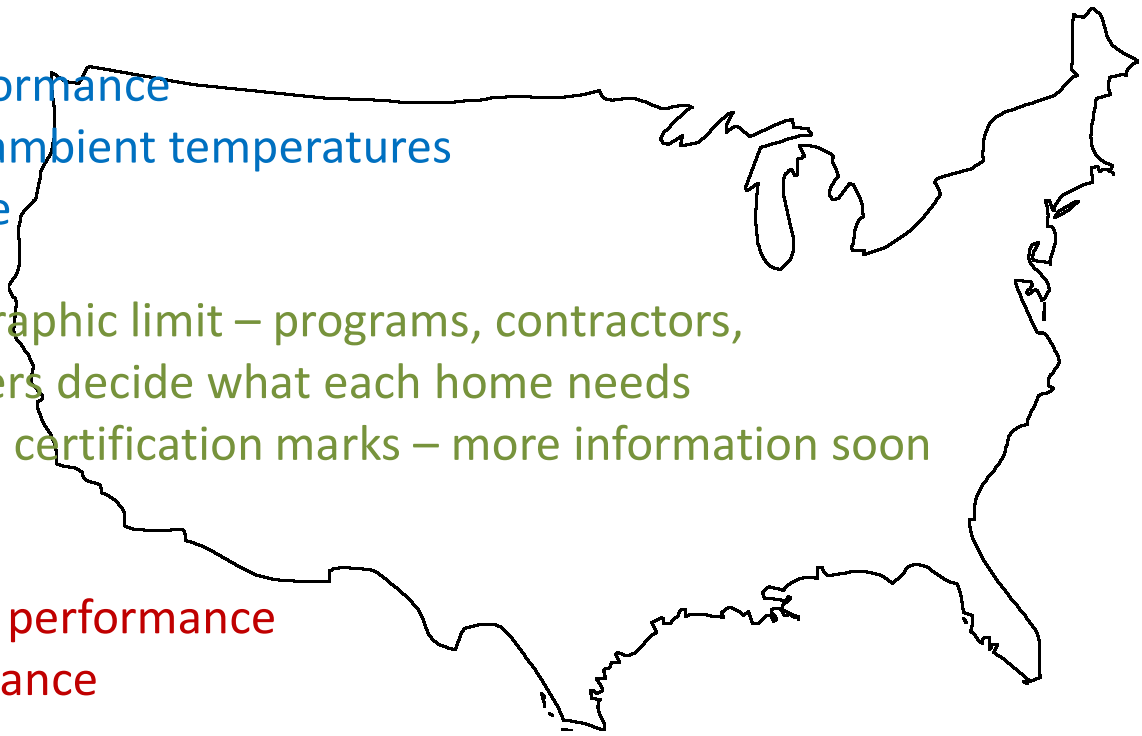 ormance
ambient temperatures
e
raphic limit – programs, contractors,
ers decide what each home needs
certification marks – more information soon
performance
ance